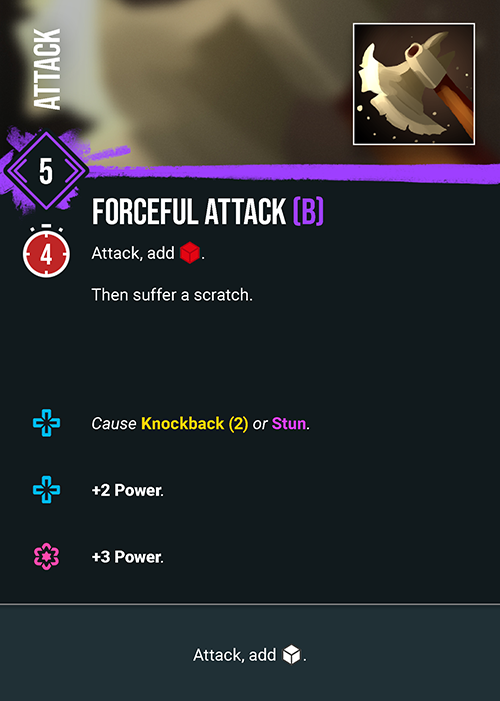 ATTACK
5
FORCEFUL ATTACK (B)
4
Attack, add .
Then suffer a scratch.
Cause Knockback (2) or Stun.
+2 Power.
+3 Power.
Attack, add .